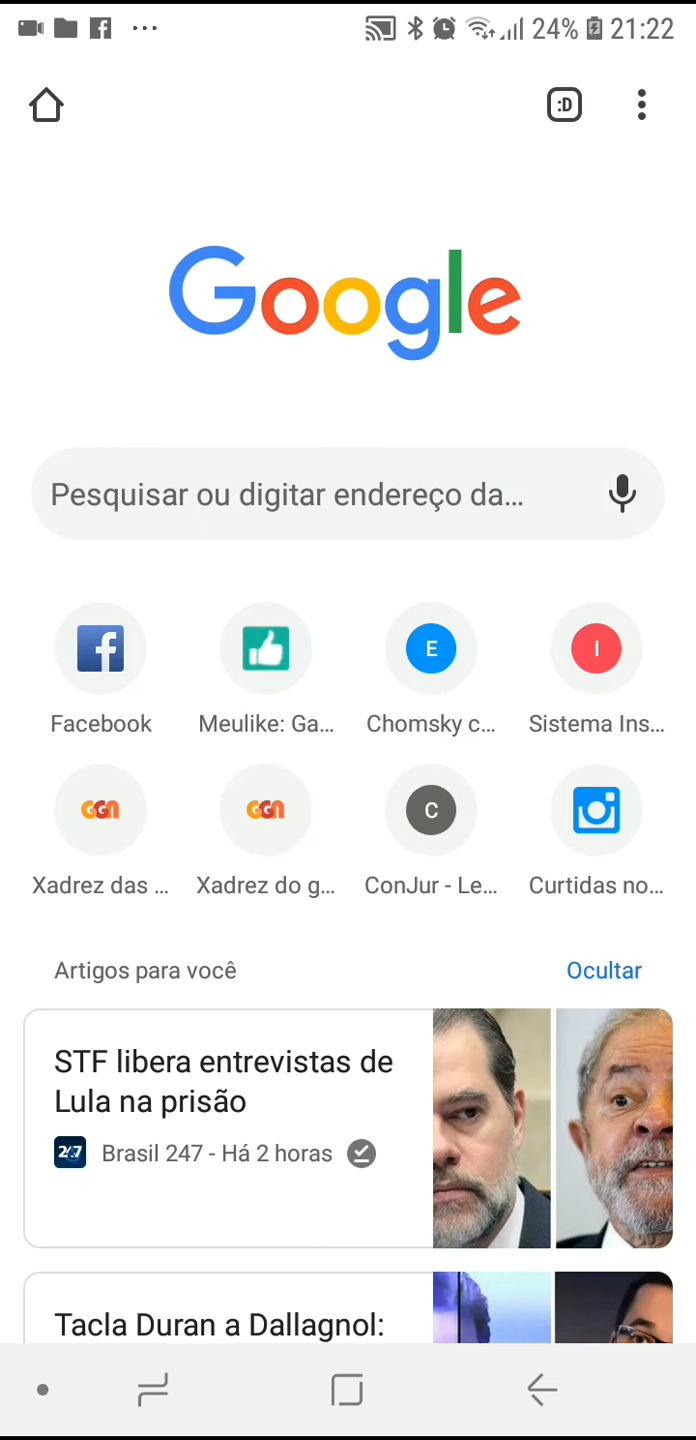 24% 21:22
:D
Google
Pesquisar ou digitar endereço da...
E
I
Facebook
Meulike: Ga...
Chomsky c...
Sistema Ins...
GGN
GGN
C
Xadrez das ...
Xadrez do g...
ConJur - Le...
Curtidas no...
Artigos para você
Ocultar
STF libera entrevistas de
Lula na prisão
247 Brasil 247 - Há 2 horas
Tacla Duran a Dallagnol: